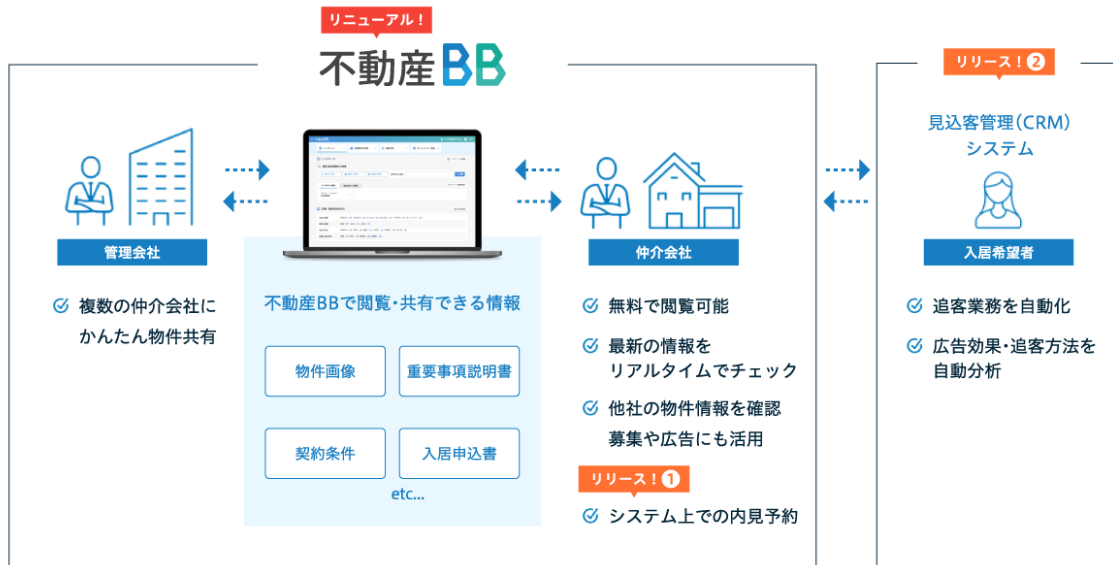 リニューアル！
不動産BB
リリース！❷
見込客管理（CRM）
システム
管理会社
複数の仲介会社に
かんたん物件共有
不動産BBで閲覧・共有できる情報
物件画像
重要事項説明書
契約条件
入居申込書
etc...
仲介会社
無料で閲覧可能
最新の情報を
リアルタイムでチェック
他社の物件情報を確認
募集や広告にも活用
リリース！❶
システム上での内見予約
入居希望者
追客業務を自動化
広告効果・追客方法を
自動分析